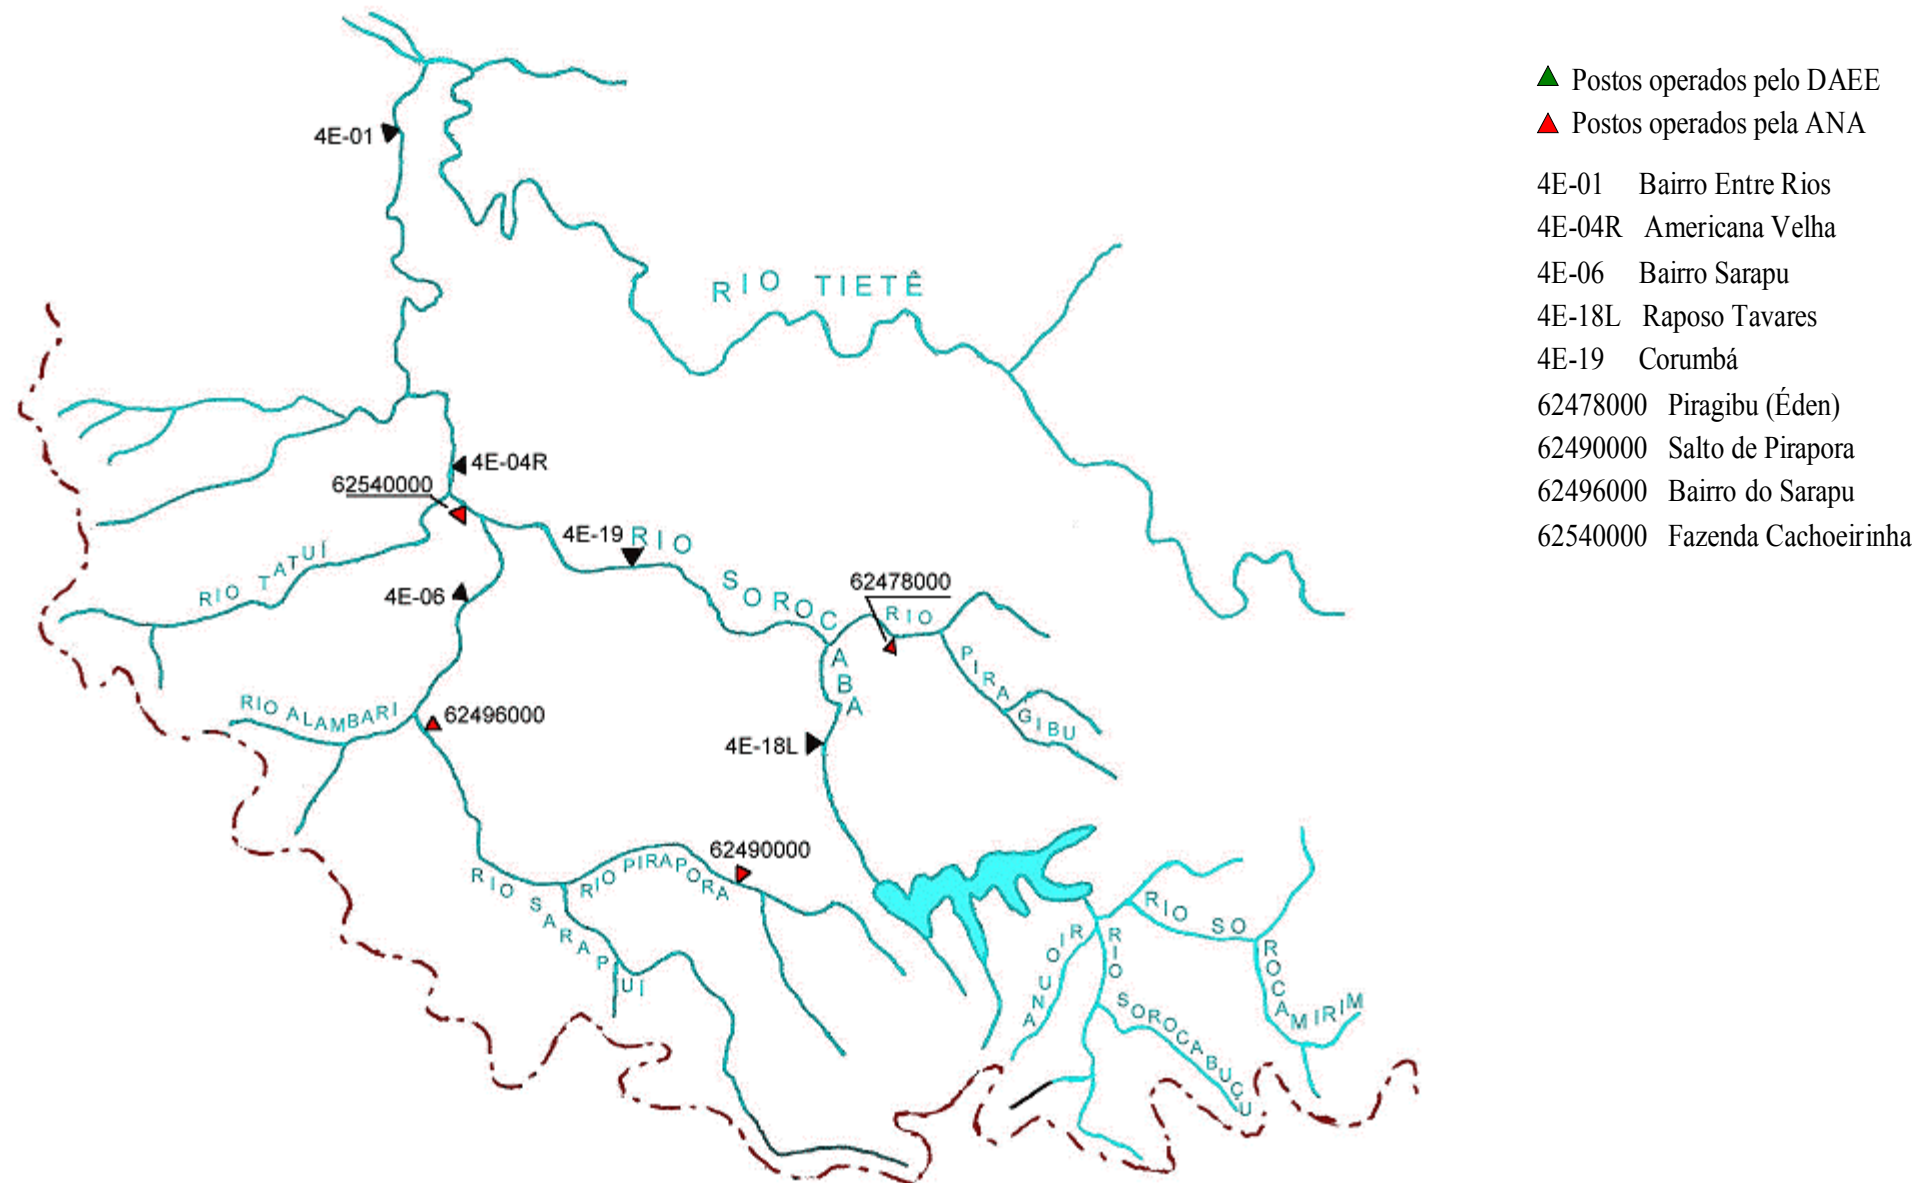 Postos operados pelo DAEE
Postos operados pela ANA
4E-01 Bairro Entre Rios
4E-04R Americana Velha
4E-06 Bairro Sarapu
4E-18L Raposo Tavares
4E-19 Corumbá
62478000 Piragibu (Éden)
62490000 Salto de Pirapora
62496000 Bairro do Sarapu
62540000 Fazenda Cachoeirinha
4E-01
RIO TIETÊ
4E-04R
62540000
4E-19
RIO SOROCABA
RIO TATUÍ
4E-06
62478000
RIO PIRAGIBU
RIO ALAMBARI
62496000
4E-18L
62490000
RIO PIRAPORA
RIO SARAPUÍ
RIO UNA
RIO SOROCABUÇU
RIO SOROCAMIRIM